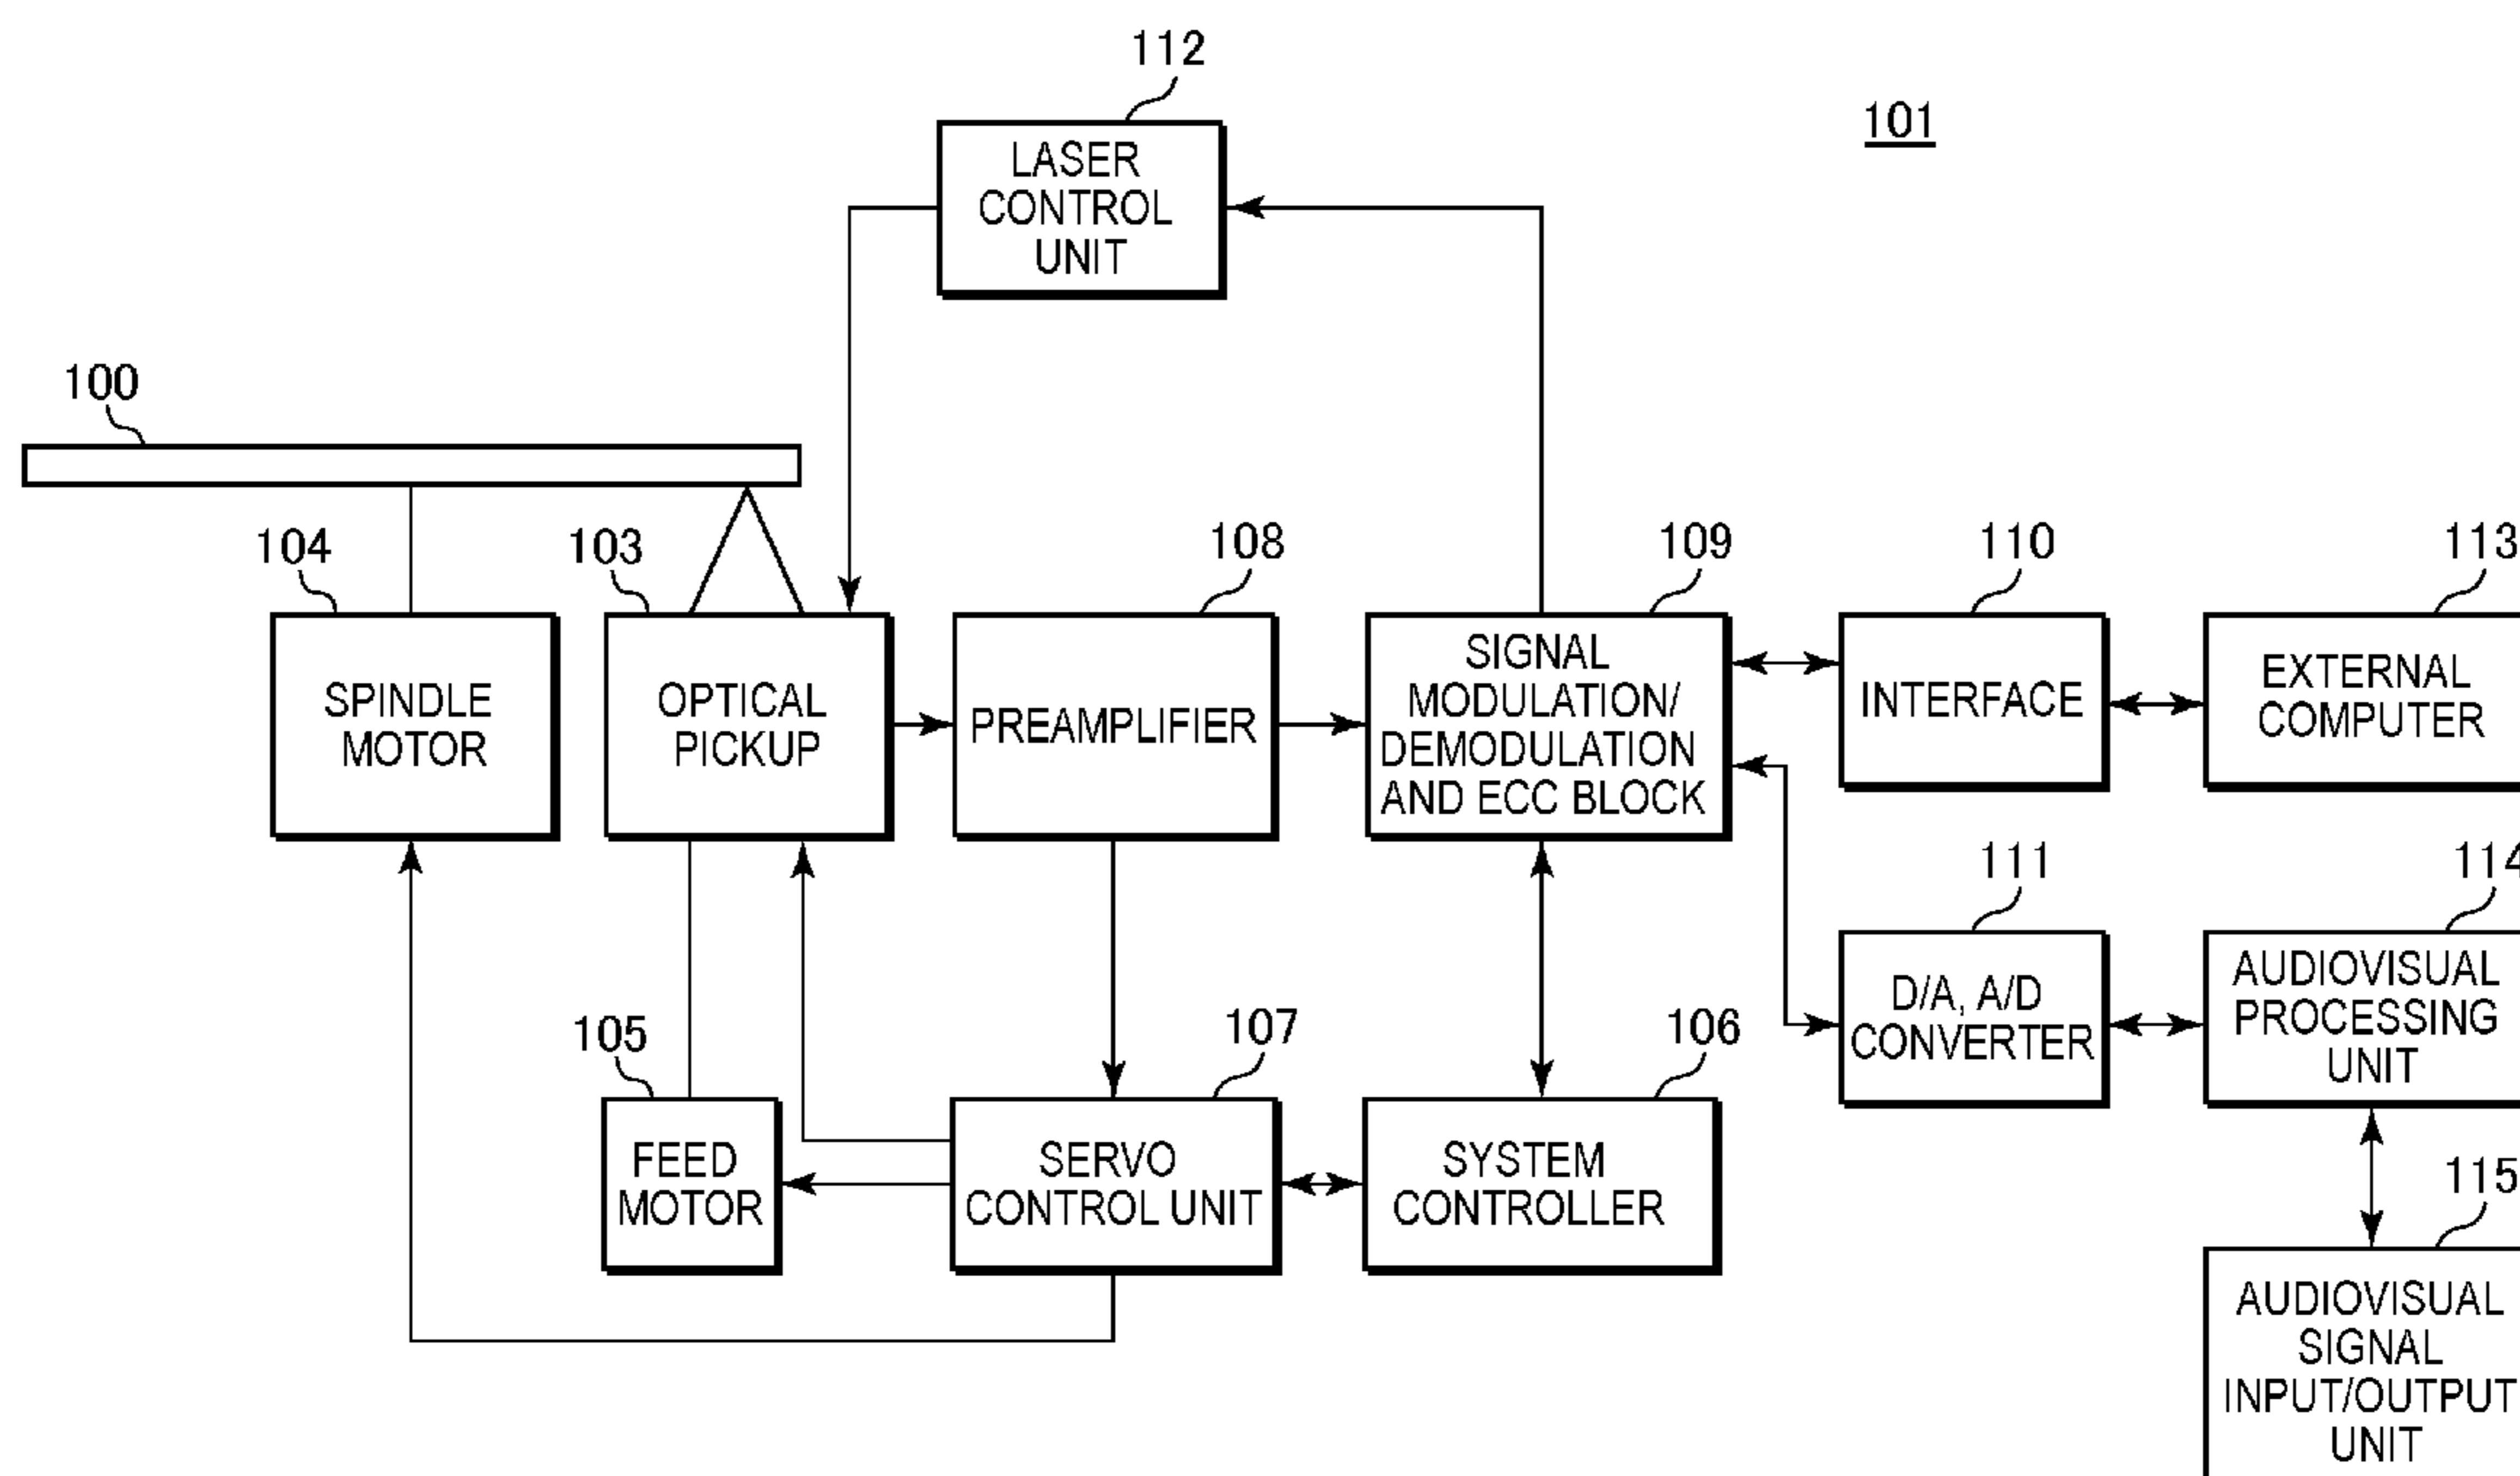 112
101
LASER
CONTROL
UNIT
100
104
103
108
109
110
113
SPINDLE
MOTOR
OPTICAL
PICKUP
PREAMPLIFIER
SIGNAL
MODULATION/
DEMODULATION
AND ECC BLOCK
INTERFACE
EXTERNAL
COMPUTER
111
114
D/A, A/D
CONVERTER
AUDIOVISUAL
PROCESSING
UNIT
105
107
106
FEED
MOTOR
SERVO
CONTROL UNIT
SYSTEM
CONTROLLER
115
AUDIOVISUAL
SIGNAL
INPUT/OUTPUT
UNIT